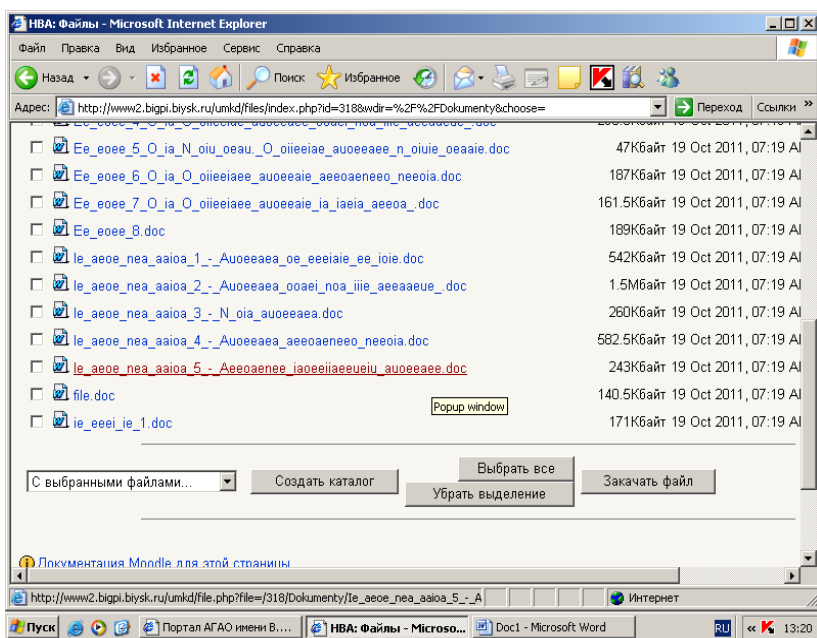 НВА: Файлы - Microsoft Internet Explorer
Файл Правка Вид Избранное Сервис Справка
Назад Поиск Избранное
Адрес: http://www2.bigpi.biysk.ru/umkd/files/index.php?id=318&wdir=%2F%2FDokumenty&choose= Переход Ссылки »
Ee_eoee_5_O_ia_N_oiu_oeau._O_oiieeiae_auoeeaee_n_oiuie_oeaaie.doc 47Кбайт 19 Oct 2011, 07:19 AI
Ee_eoee_6_O_ia_O_oiieeiaee_auoeeaie_aeeoaeneeo_neeoia.doc 187Кбайт 19 Oct 2011, 07:19 AI
Ee_eoee_7_O_ia_O_oiieeiaee_auoeeaie_ia_iaeia_aeeoa_.doc 161.5Кбайт 19 Oct 2011, 07:19 AI
Ee_eoee_8.doc 189Кбайт 19 Oct 2011, 07:19 AI
Ie_aeoe_nea_aaioa_1_-_Auoeeaea_oe_eeeiaie_ee_ioie.doc 542Кбайт 19 Oct 2011, 07:19 AI
Ie_aeoe_nea_aaioa_2_-_Auoeeaea_ooaei_noa_iiie_aeeaaeue_.doc 1.5Мбайт 19 Oct 2011, 07:19 AI
Ie_aeoe_nea_aaioa_3_-_N_oia_auoeeaea.doc 260Кбайт 19 Oct 2011, 07:19 AI
Ie_aeoe_nea_aaioa_4_-_Auoeeaea_aeeoaeneeo_neeoia.doc 582.5Кбайт 19 Oct 2011, 07:19 AI
Ie_aeoe_nea_aaioa_5_-_Aeeoaenee_iaoeeiiaeeueiu_auoeeaee.doc 243Кбайт 19 Oct 2011, 07:19 AI
file.doc 140.5Кбайт 19 Oct 2011, 07:19 AI
Popup window
ie_eeei_ie_1.doc 171Кбайт 19 Oct 2011, 07:19 AI
С выбранными файлами... Создать каталог Выбрать все Закачать файл
Убрать выделение
Документация Moodle для этой страницы
http://www2.bigpi.biysk.ru/umkd/file.php?file=/318/Dokumenty/Ie_aeoe_nea_aaioa_5_-_A Интернет
Пуск Портал АГАО имени В.... НВА: Файлы - Microso... Doc1 - Microsoft Word RU « 13:20